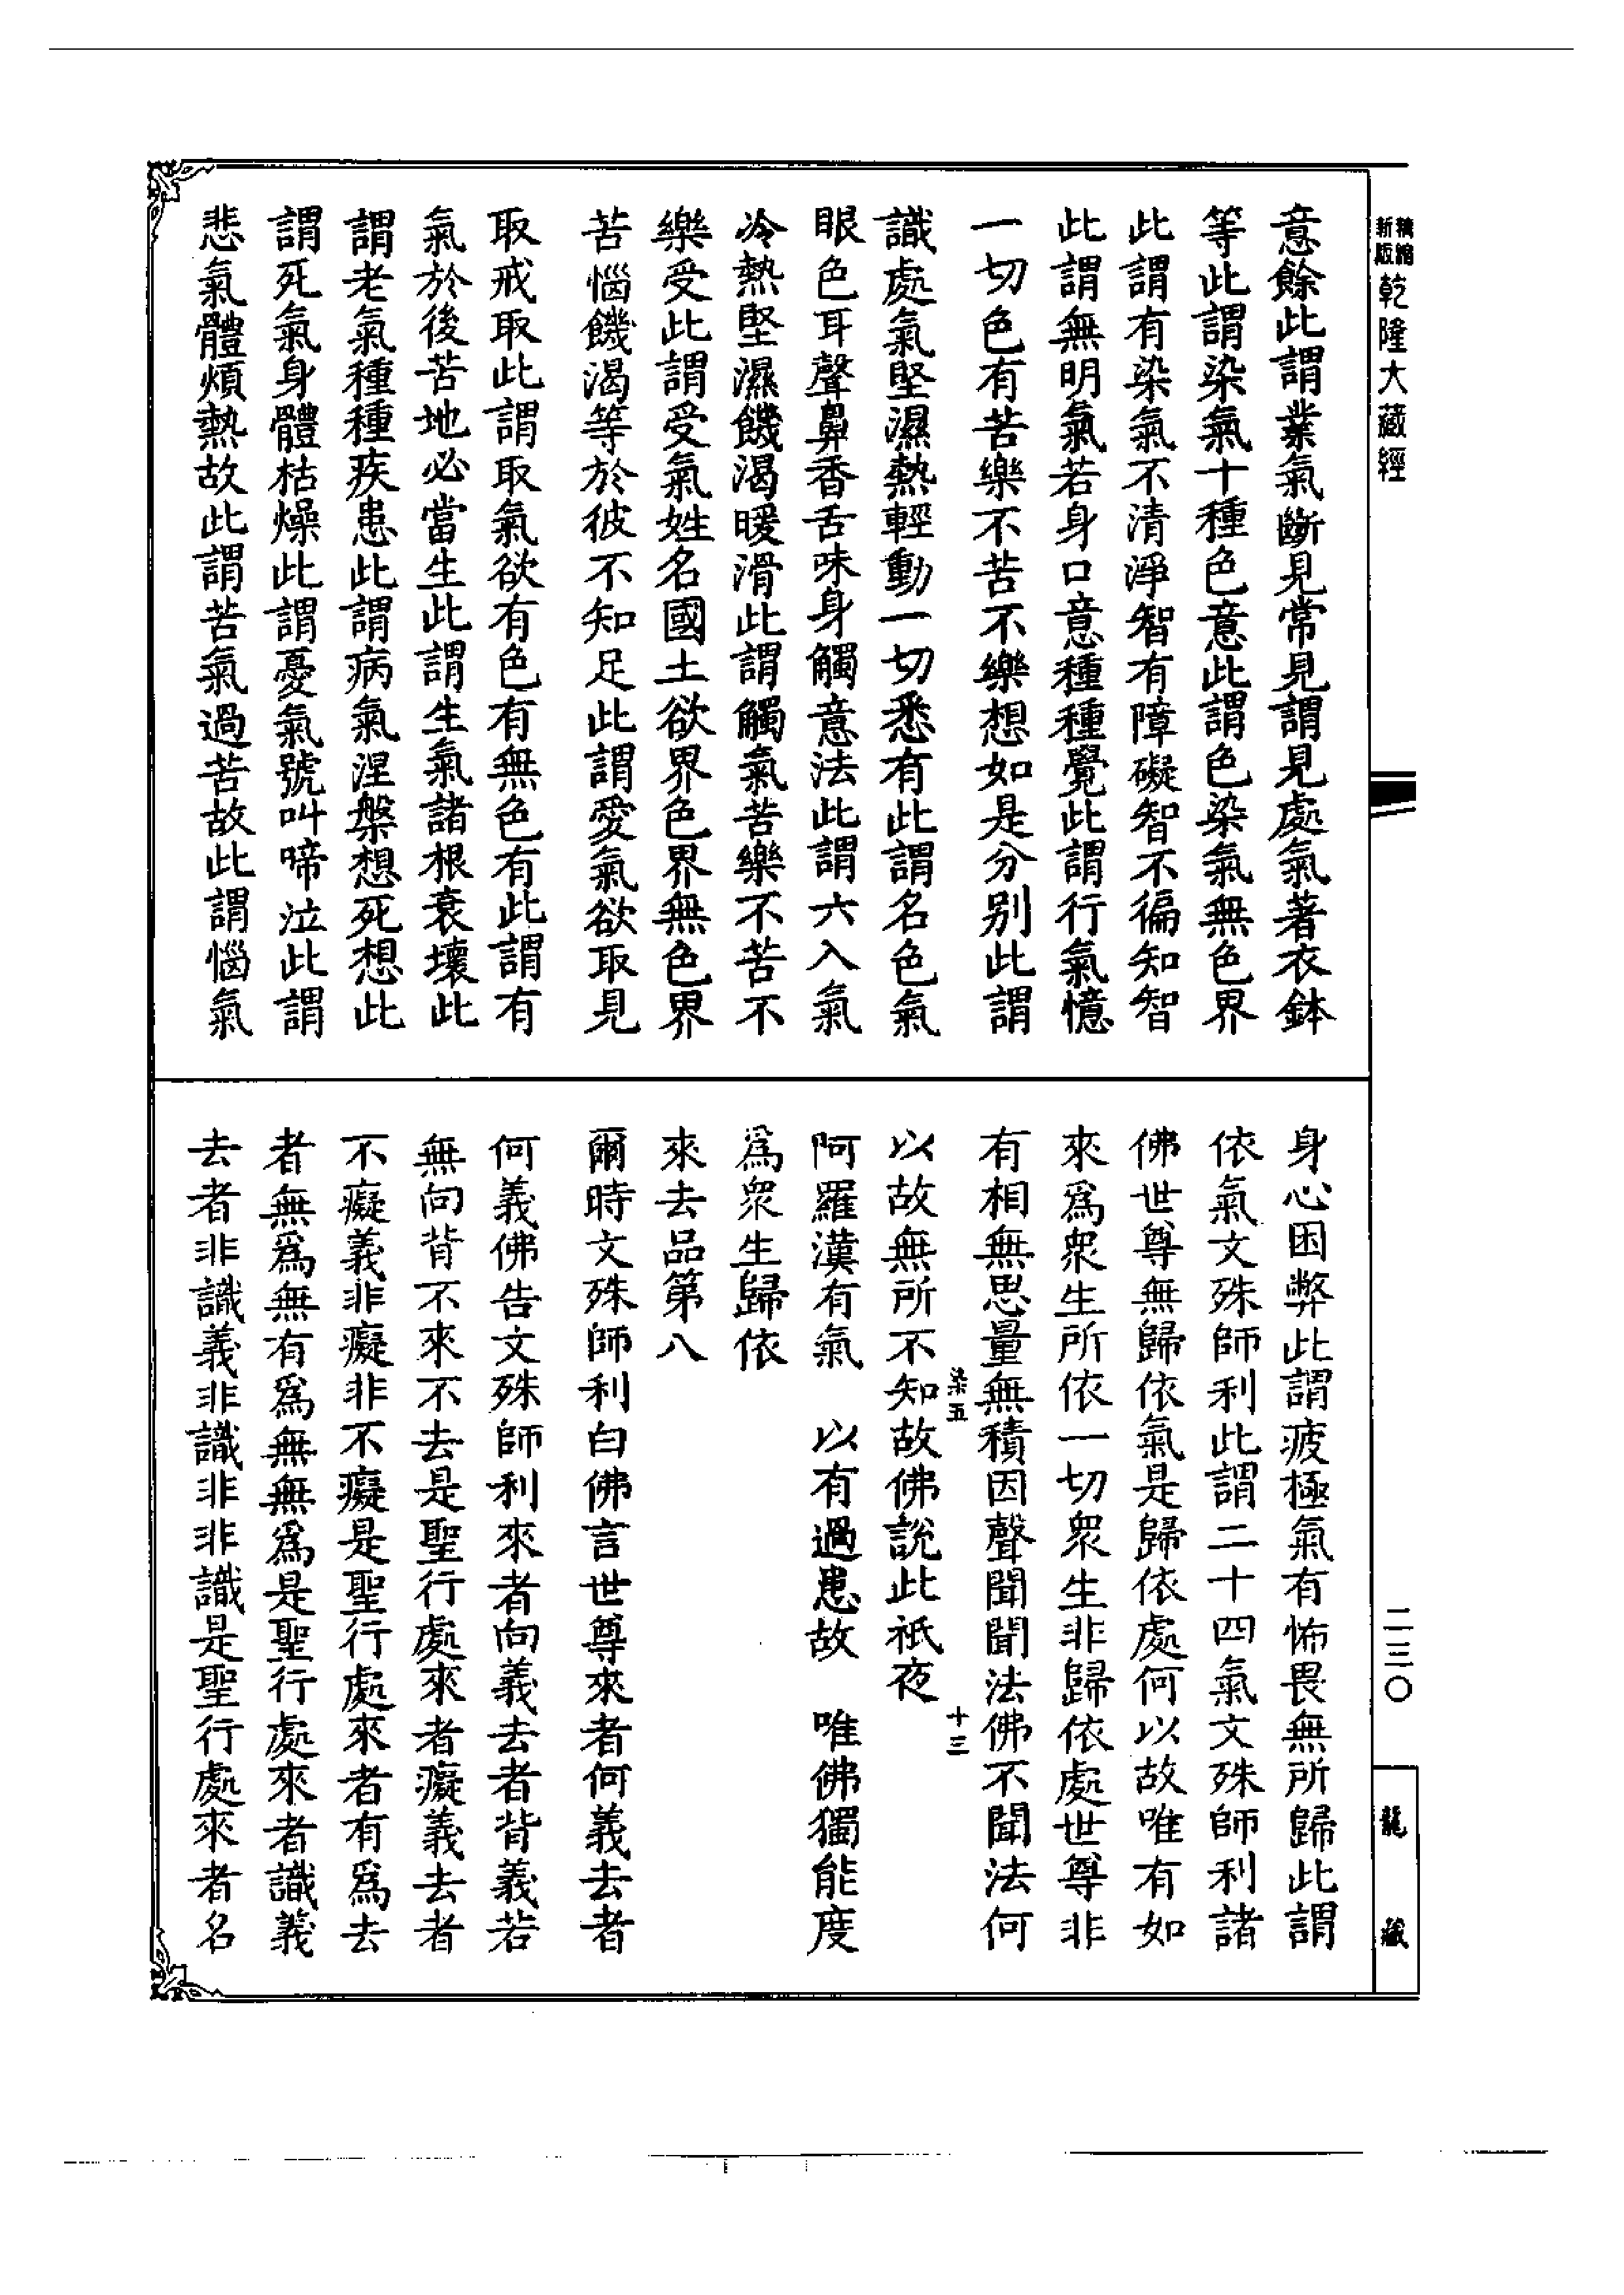 精縮新版乾隆大藏經
意餘此謂業氣斷見常見謂見處氣著衣鉢
等此謂染氣十種色意此謂色染氣無色界
此謂有染氣不清淨智有障礙智不徧知智
此謂無明氣若身口意種種覺此謂行氣憶
一切色有苦樂不苦不樂想如是分別此謂
識處氣堅濕熱輕動一切悉有此謂名色氣
眼色耳聲鼻香舌味身觸意法此謂六入氣
冷熱堅濕饑渴暖滑此謂觸氣苦樂不苦不
樂受此謂受氣姓名國土欲界色界無色界
苦惱饑渴等於彼不知足此謂愛氣欲取見
取戒取此謂取氣欲有色有無色有此謂有
氣於後苦地必當生此謂生氣諸根衰壞此
謂老氣種種疾患此謂病氣涅槃想死想此
謂死氣身體枯燥此謂憂氣號叫啼泣此謂
悲氣體煩熱故此謂苦氣過苦故此謂惱氣
身心困弊此謂疲極氣有怖畏無所歸此謂
依氣文殊師利此謂二十四氣文殊師利諸
佛世尊無歸依氣是歸依處何以故唯有如
來爲衆生所依一切衆生非歸依處世尊非
有相無思量無積因聲聞聞法佛不聞法何
染五 十三
以故無所不知故佛說此祇夜
阿羅漢有氣 以有過患故 唯佛獨能度
爲衆生歸依
來去品第八
爾時文殊師利白佛言世尊來者何義去者
何義佛告文殊師利來者向義去者背義若
無向背不來不去是聖行處來者癡義去者
不癡義非癡非不癡是聖行處來者有爲去
者無爲無有爲無無爲是聖行處來者識義
去者非識義非識非非識是聖行處來者名
二三〇
龍藏